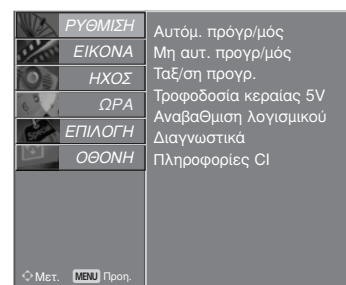 ΡΥΘΜΙΣΗ
ΕΙΚΟΝΑ
ΗΧΟΣ
ΩΡΑ
ΕΠΙΛΟΓΗ
ΟΘΟΝΗ
Αυτόμ. πρόγρ/μός
Μη αυτ. προγρ/μός
Ταξ/ση προγρ.
Τροφοδοσία κεραίας 5V
ΑναβαΘμιση λογισμικού
Διαγνωστικά
Πληροφορίες CI
Μετ. MENU Προη.